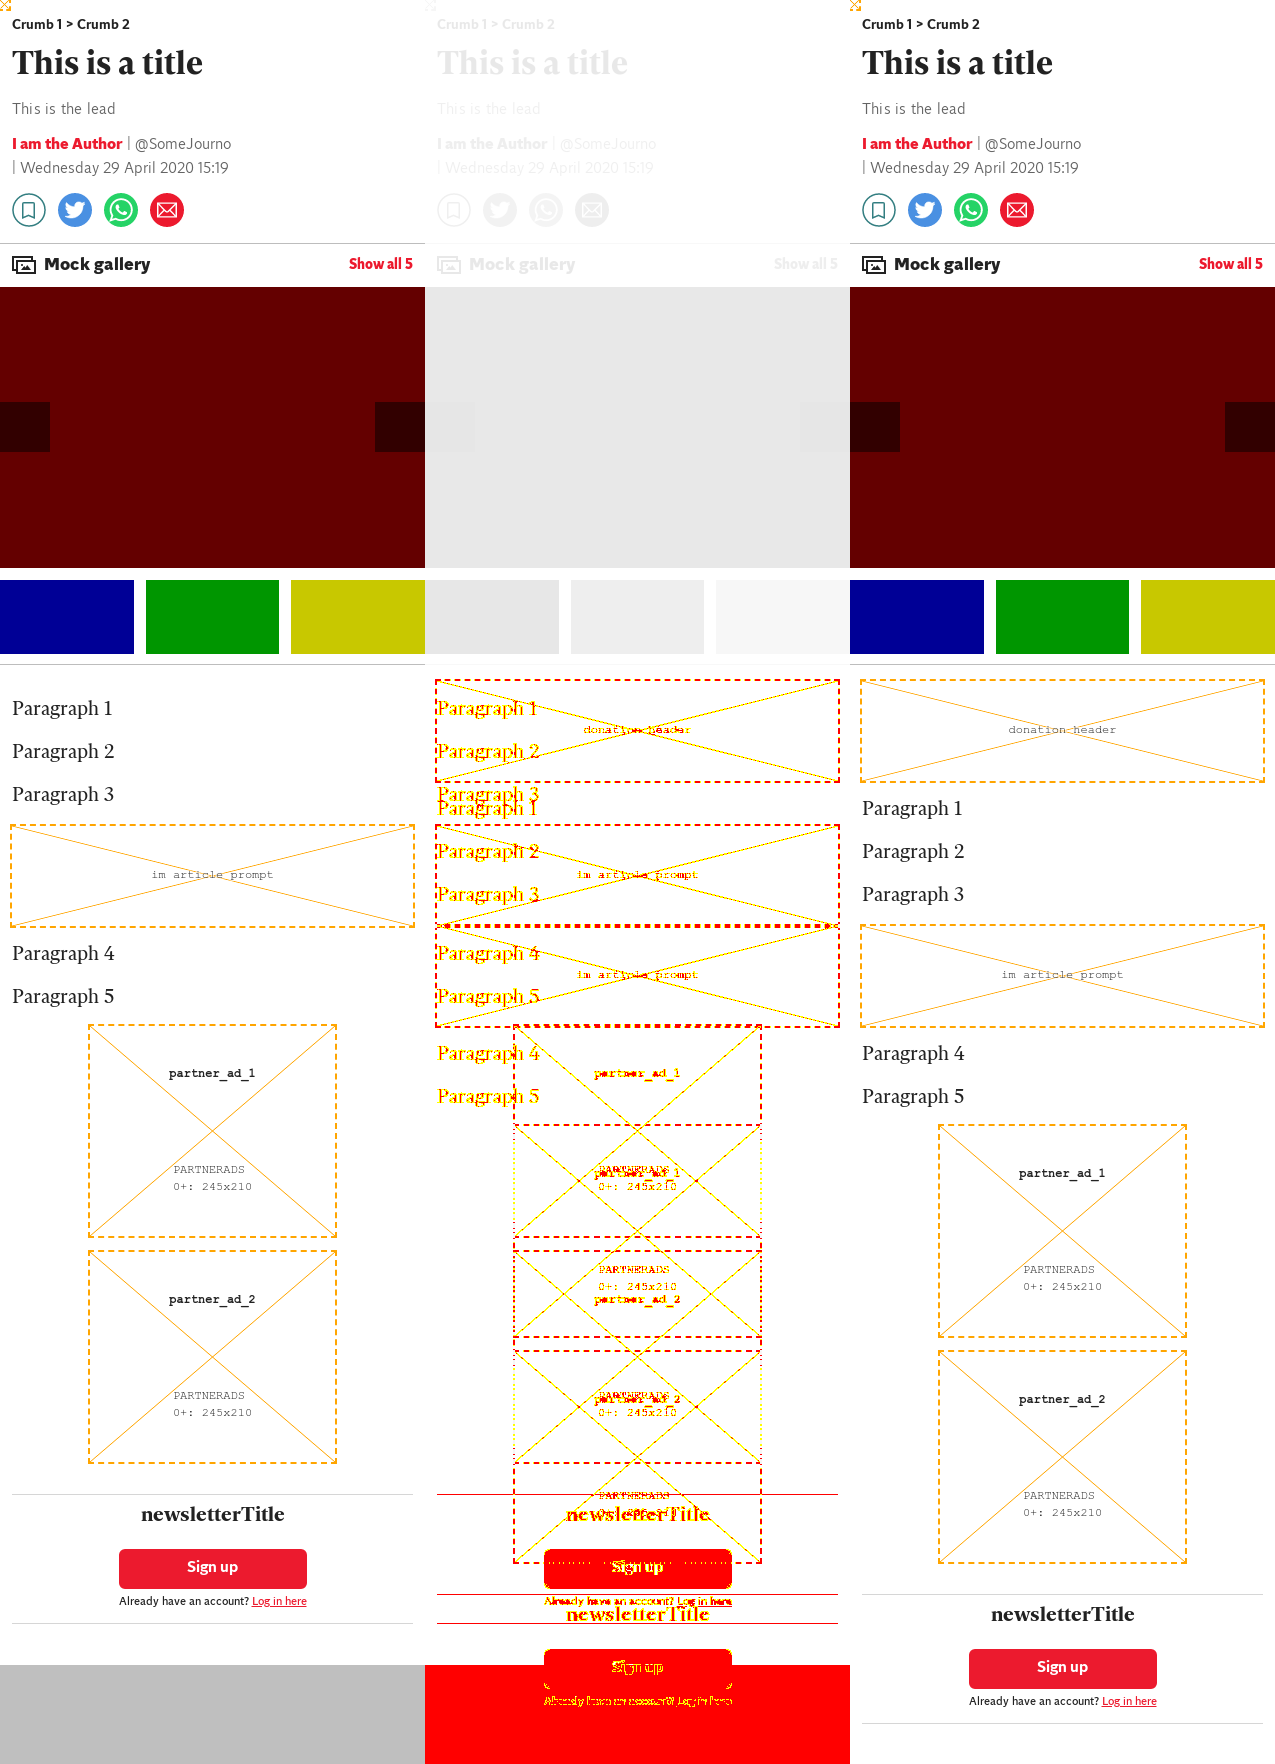 Crumb 1 > Crumb 2
This is a title
This is the lead
I am the Author | @SomeJourno
| Wednesday 29 April 2020 15:19
Mock gallery
Show all 5
Paragraph 1
Paragraph 2
Paragraph 3
im article prompt
Paragraph 4
Paragraph 5
partner_ad_1
PARTNERADS
0+: 245x210
partner_ad_2
PARTNERADS
0+: 245x210
newsletterTitle
Sign up
Already have an account? Log in here
Crumb 1 > Crumb 2
This is a title
This is the lead
I am the Author | @SomeJourno
| Wednesday 29 April 2020 15:19
Mock gallery
Show all 5
Paragraph 1
donation header
Paragraph 2
Paragraph 3
Paragraph 1
Paragraph 2
im article prompt
Paragraph 3
Paragraph 4
im article prompt
Paragraph 5
Paragraph 4
partner_ad_1
Paragraph 5
PARTNERADS
partner_ad_1
0+: 245x210
PARTNERADS
0+: 245x210
partner_ad_2
PARTNERADS
partner_ad_2
0+: 245x210
PARTNERADS
0+: 245x210
newsletterTitle
Sign up
Already have an account? Log in here
newsletterTitle
Sign up
Already have an account? Log in here
Crumb 1 > Crumb 2
This is a title
This is the lead
I am the Author | @SomeJourno
| Wednesday 29 April 2020 15:19
Mock gallery
Show all 5
donation header
Paragraph 1
Paragraph 2
Paragraph 3
im article prompt
Paragraph 4
Paragraph 5
partner_ad_1
PARTNERADS
0+: 245x210
partner_ad_2
PARTNERADS
0+: 245x210
newsletterTitle
Sign up
Already have an account? Log in here